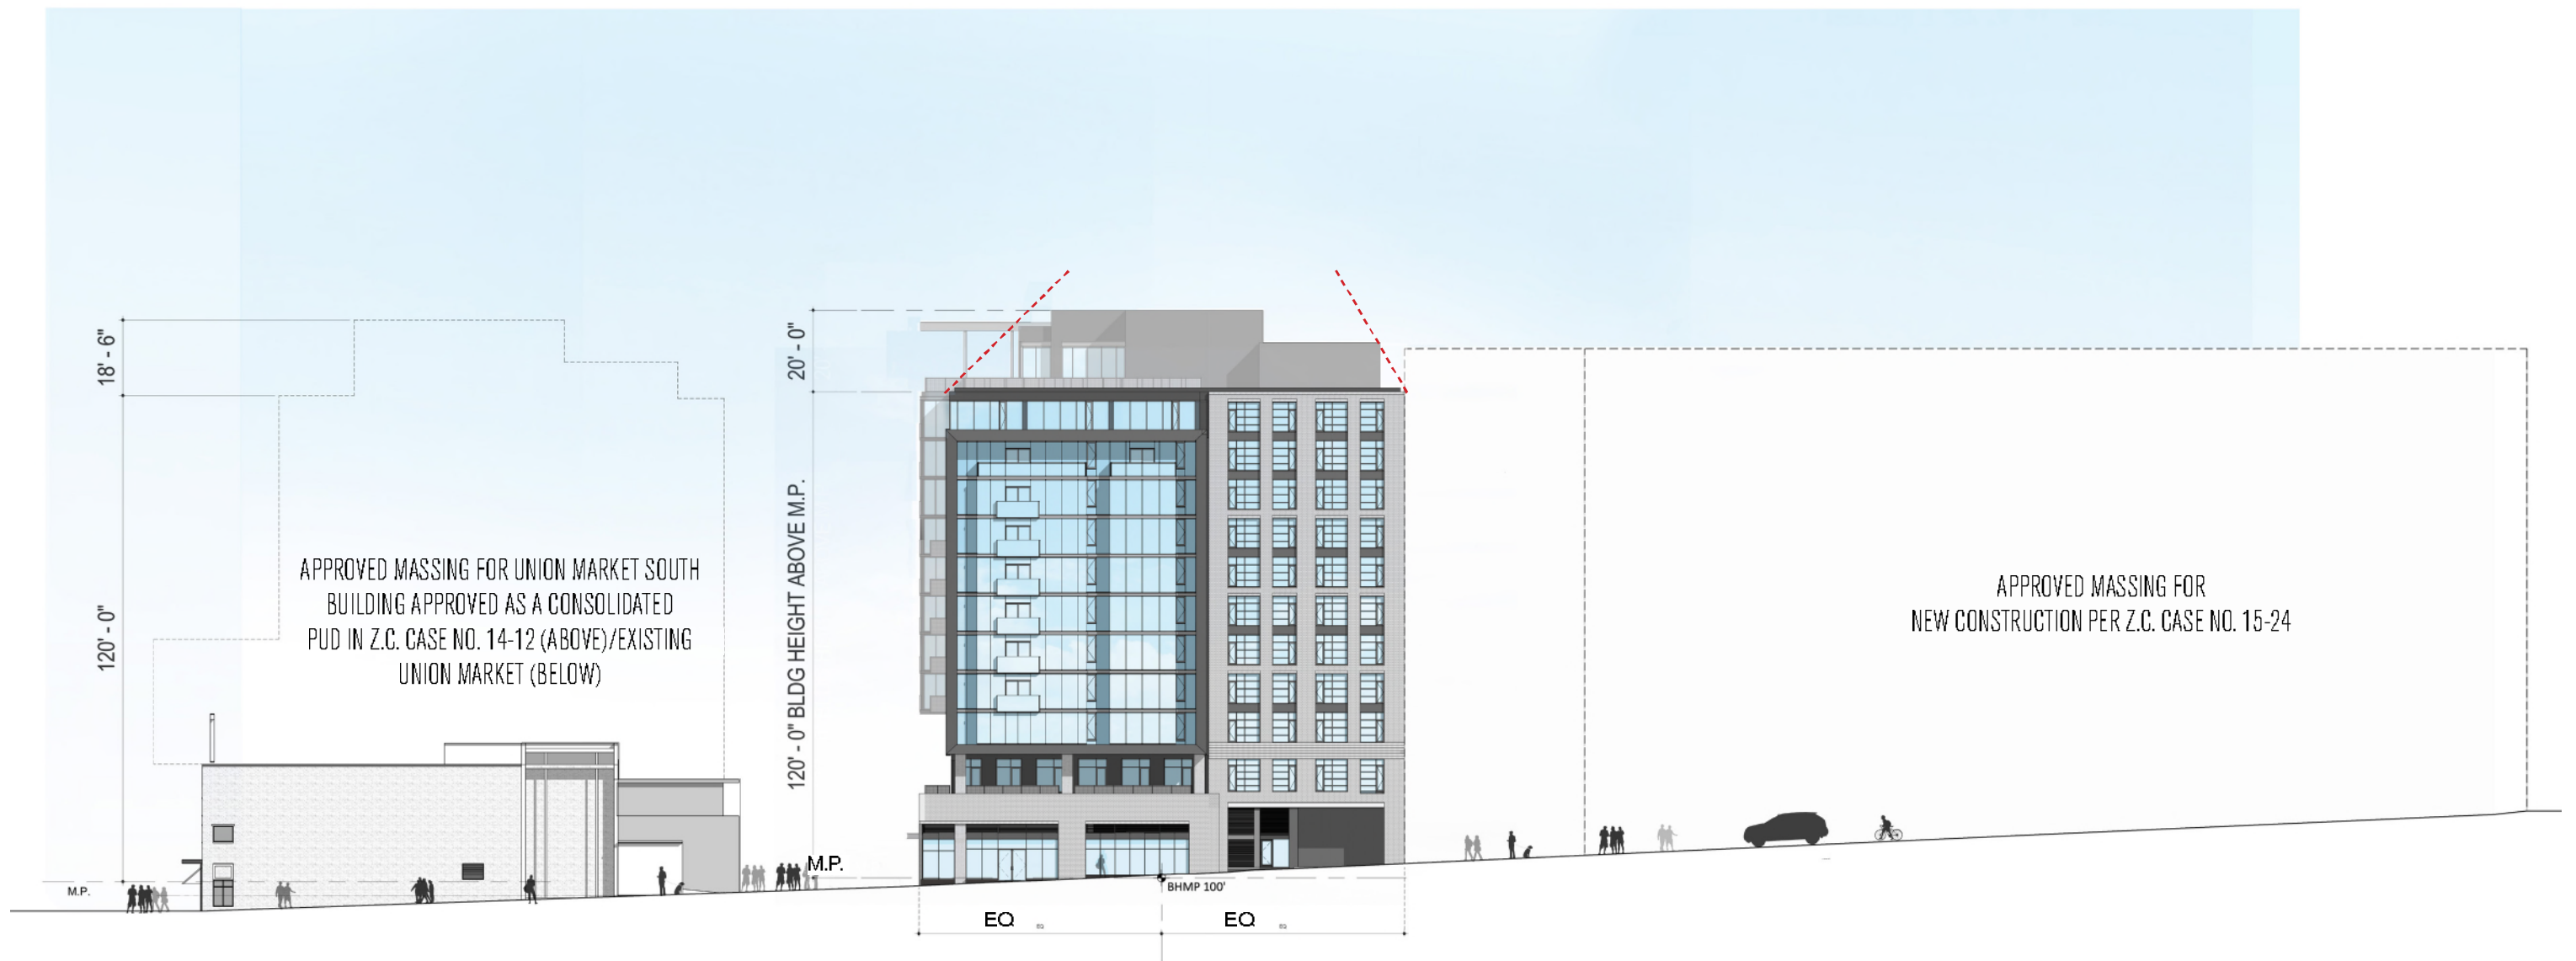 18' - 6"
120' - 0"
APPROVED MASSING FOR UNION MARKET SOUTH
BUILDING APPROVED AS A CONSOLIDATED
PUD IN Z.C. CASE NO. 14-12 (ABOVE)/EXISTING
UNION MARKET (BELOW)
M.P.
20' - 0"
120' - 0" BLDG HEIGHT ABOVE M.P.
M.P.
BHMP 100'
EQ
EQ
EQ
EQ
APPROVED MASSING FOR
NEW CONSTRUCTION PER Z.C. CASE NO. 15-24